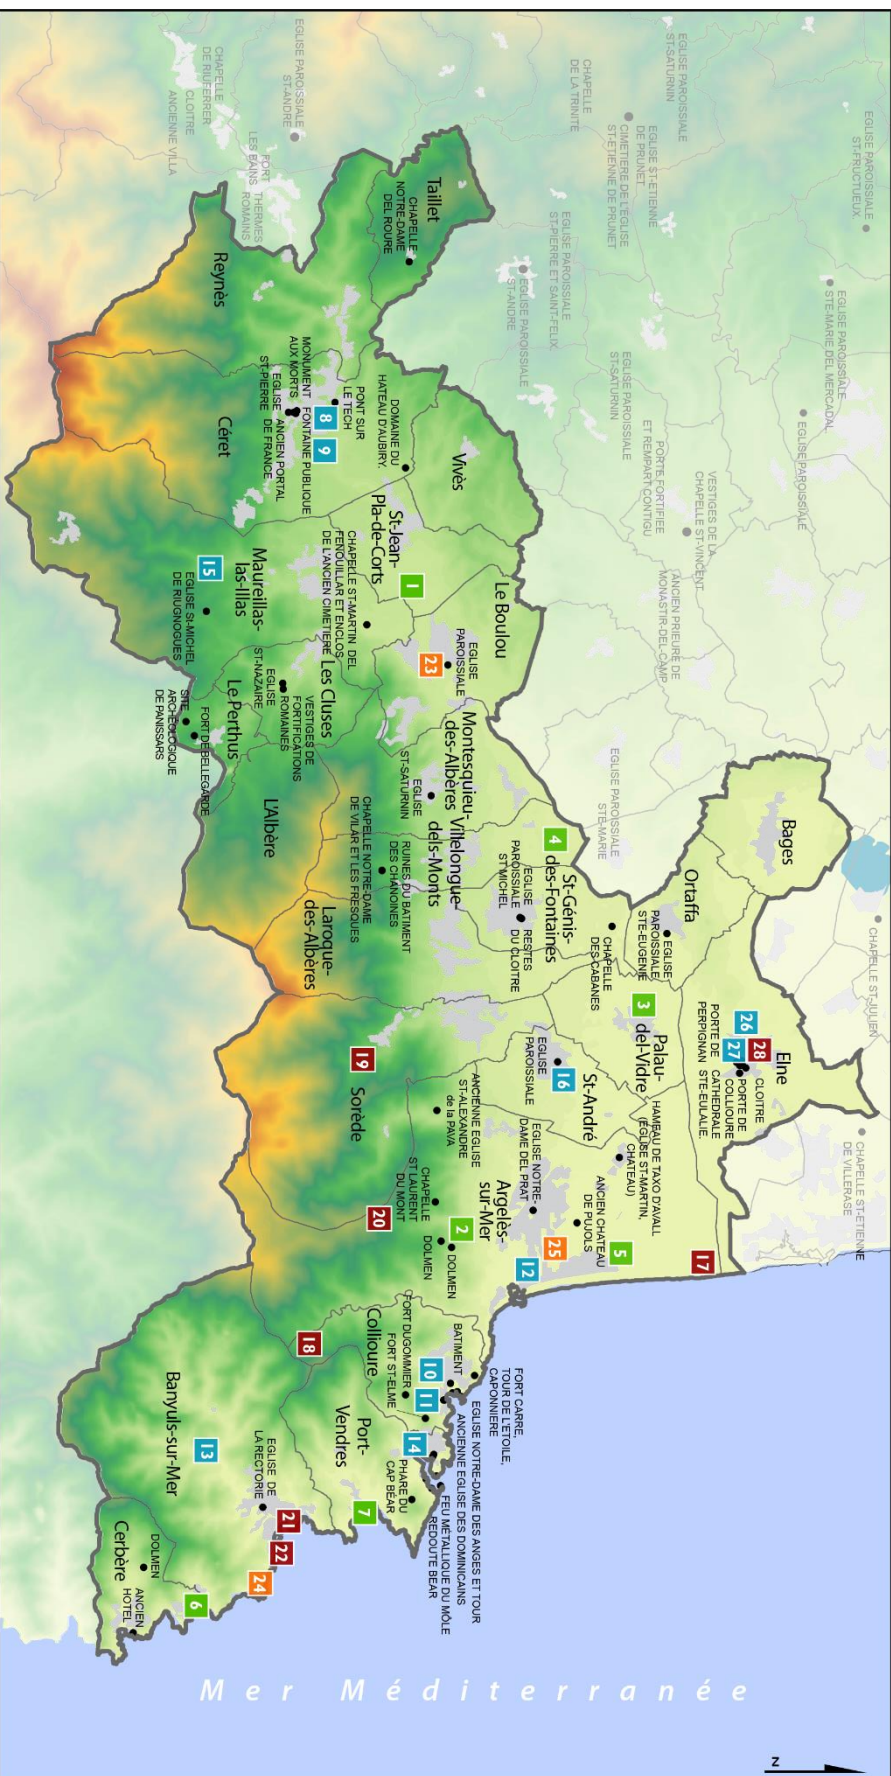 EGLISE PAROISSIALE
ST-FRUCTUEUX
EGLISE PAROISSIALE
STE-MARIE DEL MERCADAL
EGLISE PAROISSIALE
CHAPELLE ST-JULIEN
CHAPELLE ST-ETIENNE
DE VILLERASE
EGLISE PAROISSIALE
ST-SATURNIN
EGLISE ST-ETIENNE
DE PRUNET
CIMETIERE DE L'EGLISE
ST-ETIENNE DE PRUNET
CHAPELLE
DE LA TRINITE
EGLISE PAROISSIALE
ST-PIERRE ET SAINT-FELIX
EGLISE PAROISSIALE
ST-ANDRE
EGLISE PAROISSIALE
ST-SATURNIN
PORTE FORTIFIEE
ET REMPART CONTIGU
VESTIGES DE LA
CHAPELLE ST-VINCENT
ANCIEN PRIEURE DE
MONASTIR-DEL-CAMP
EGLISE PAROISSIALE
STE-MARIE
EGLISE PAROISSIALE
ST-ANDRE
CHAPELLE
DE RIUFERRER
CLOITRE
ANCIENNE VILLA
FORT
LES BAINS
THERMES
ROMAINS
Bages
Ortaffa
EGLISE
PAROISSIALE
STE-EUGENIE
Elne
26
27
28
CLOITRE
PORTE DE
COLLIOURE
PORTE DE
PERPIGNAN
CATHEDRALE
STE-EULALIE
Palau-
del-Vidre
3
CHAPELLE
DES CABANES
HAMEAU DE TAXO D'AVALL
(EGLISE ST-MARTIN,
CHATEAU)
17
St-Génis-
des-Fontaines
4
EGLISE
PAROISSIALE
ST MICHEL
RESTES
DU CLOITRE
St-André
16
EGLISE
PAROISSIALE
ANCIEN CHATEAU
DE PUJOLS
5
EGLISE NOTRE-
DAME DEL PRAT
25
12
Argelès-
sur-Mer
Taillet
CHAPELLE
NOTRE-DAME
DEL ROURE
Reynès
Vivès
DOMAINE DU
HATEAU D'AUBIRY.
PONT SUR
LE TECH
8
9
MONUMENT
AUX MORTS
FONTAINE PUBLIQUE
EGLISE
ST-PIERRE
ANCIEN PORTAL
DE FRANCE
Céret
St-Jean-
Pla-de-Corts
1
Le Boulou
EGLISE
PAROISSIALE
23
CHAPELLE ST-MARTIN DEL
FENOUILLAR ET ENCLOS
DE L'ANCIEN CIMETIERE
Maureillas-
las-Illas
15
EGLISE St-MICHEL
DE RIUGNOGUES
Les Cluses
VESTIGES DE
FORTIFICATIONS
ROMAINES
EGLISE
ST-NAZAIRE
Le Perthus
FORT DE BELLEGARDE
SITE
ARCHEOLOGIQUE
DE PANISSARS
L'Albère
Montesquieu-
des-Albères
EGLISE
ST-SATURNIN
Villelongue-
dels-Monts
RUINES DU BATIMENT
DES CHANOINES
CHAPELLE NOTRE-DAME
DE VILAR ET LES FRESQUES
Laroque-
des-Albères
19
Sorède
ANCIENNE EGLISE
ST-ALEXANDRE
de la PAVA
CHAPELLE
ST LAURENT
DU MONT
20
2
DOLMEN
DOLMEN
18
Collioure
BATIMENT
10
11
FORT DUGOMMIER
FORT ST-ELME
FORT CARRE,
TOUR DE L'ETOILE,
CAPONNIERE
EGLISE NOTRE-DAME DES ANGES ET TOUR
ANCIENNE EGLISE DES DOMINICAINS
FEU METALLIQUE DU MÔLE
REDOUTE BEAR
14
Port-
Vendres
PHARE DU
CAP BÉAR
7
Banyuls-sur-Mer
13
EGLISE DE
LA RECTORIE
21
22
24
Cerbère
DOLMEN
6
ANCIEN
HOTEL
Mer Méditerranée
N